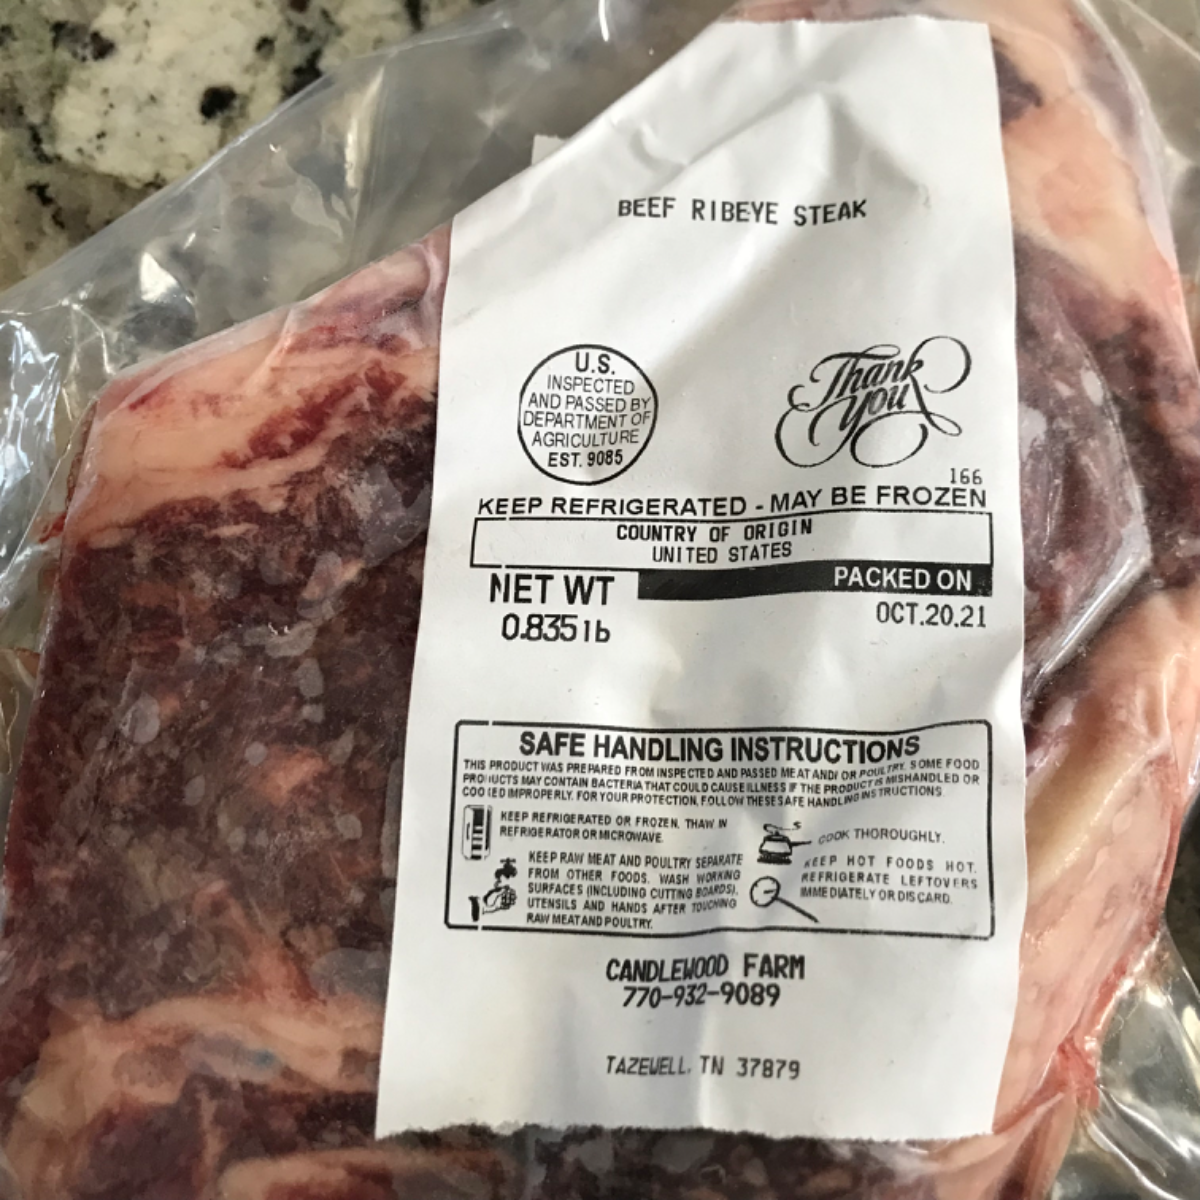 BEEF RIBEYE STEAK
U.S.
INSPECTED
AND PASSED BY
DEPARTMENT OF
AGRICULTURE
EST. 9085
Thank
You
166
KEEP REFRIGERATED - MAY BE FROZEN
COUNTRY OF ORIGIN
UNITED STATES
NET WT
0.835lb
PACKED ON
OCT.20.21
SAFE HANDLING INSTRUCTIONS
THIS PRODUCT WAS PREPARED FROM INSPECTED AND PASSED MEAT AND/ OR POULTRY. SOME FOOD
PRODUCTS MAY CONTAIN BACTERIA THAT COULD CAUSE ILLNESS IF THE PRODUCT IS MISHANDLED OR
COOKED IMPROPERLY. FOR YOUR PROTECTION, FOLLOW THESE SAFE HANDLING INSTRUCTIONS.
KEEP REFRIGERATED OR FROZEN. THAW IN
REFRIGERATOR OR MICROWAVE.
KEEP RAW MEAT AND POULTRY SEPARATE
FROM OTHER FOODS. WASH WORKING
SURFACES (INCLUDING CUTTING BOARDS),
UTENSILS AND HANDS AFTER TOUCHING
RAW MEAT AND POULTRY.
COOK THOROUGHLY.
KEEP HOT FOODS HOT.
REFRIGERATE LEFTOVERS
IMMEDIATELY OR DISCARD.
CANDLEWOOD FARM
770-932-9089
TAZEWELL, TN 37879